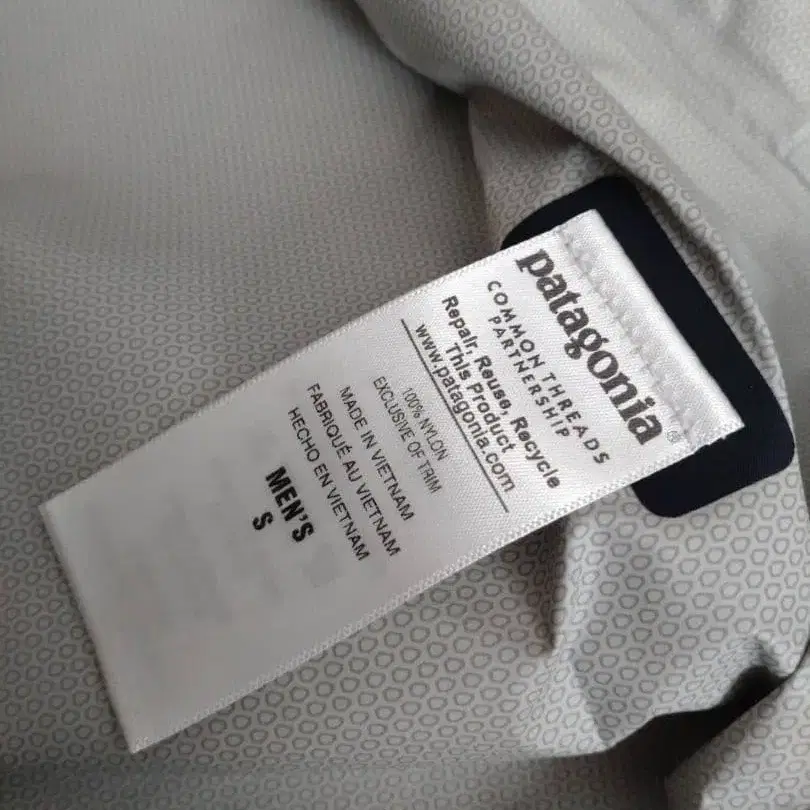 patagonia®
COMMON THREADS
PARTNERSHIP
Repair, Reuse, Recycle
This Product
www.patagonia.com
100% NYLON
EXCLUSIVE OF TRIM
MADE IN VIETNAM
FABRIQUÉ AU VIETNAM
HECHO EN VIETNAM
MEN'S
S